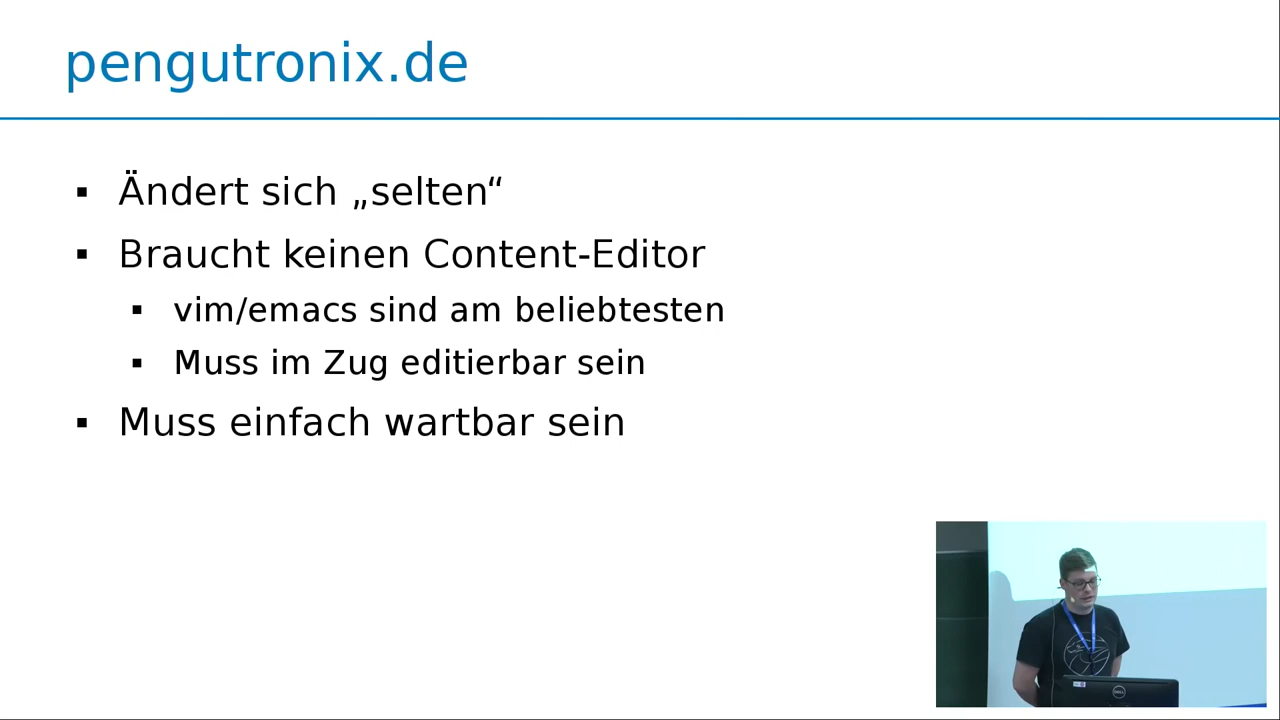 pengutronix.de
Ändert sich „selten“
Braucht keinen Content-Editor
vim/emacs sind am beliebtesten
Muss im Zug editierbar sein
Muss einfach wartbar sein
DELL